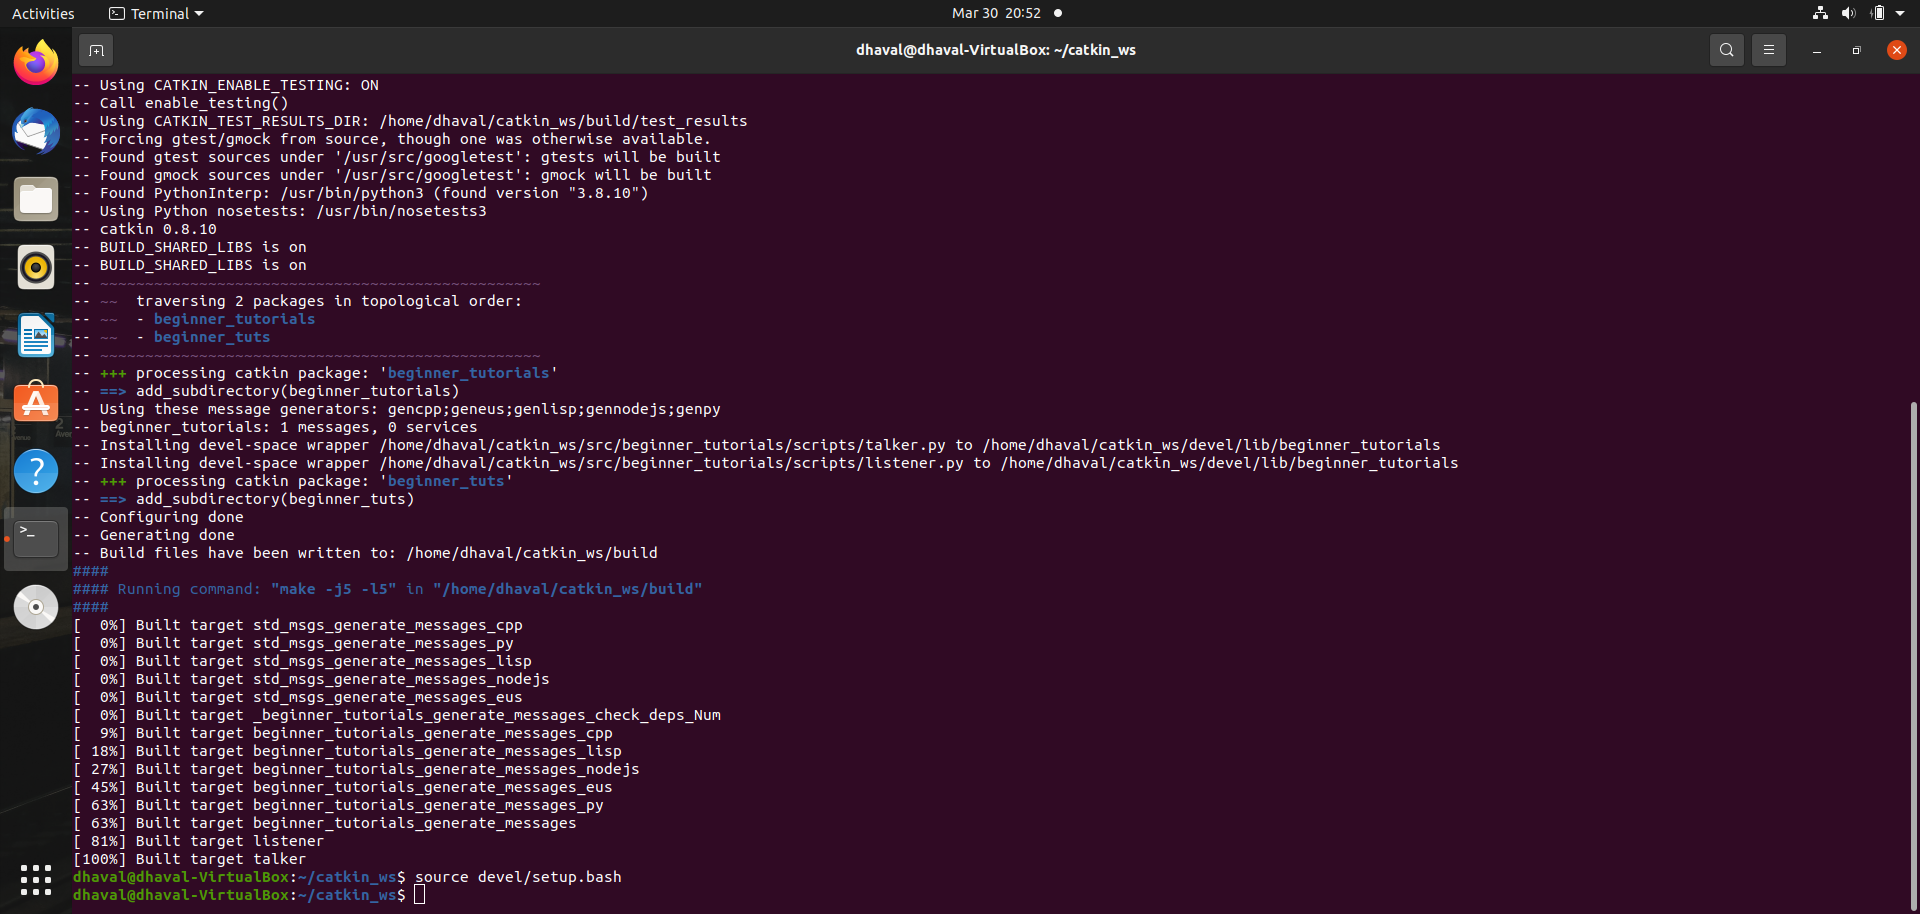 Activities Terminal Mar 30 20:52
dhaval@dhaval-VirtualBox: ~/catkin_ws
-- Using CATKIN_ENABLE_TESTING: ON
-- Call enable_testing()
-- Using CATKIN_TEST_RESULTS_DIR: /home/dhaval/catkin_ws/build/test_results
-- Forcing gtest/gmock from source, though one was otherwise available.
-- Found gtest sources under '/usr/src/googletest': gtests will be built
-- Found gmock sources under '/usr/src/googletest': gmock will be built
-- Found PythonInterp: /usr/bin/python3 (found version "3.8.10")
-- Using Python nosetests: /usr/bin/nosetests3
-- catkin 0.8.10
-- BUILD_SHARED_LIBS is on
-- BUILD_SHARED_LIBS is on
-- ~~~~~~~~~~~~~~~~~~~~~~~~~~~~~~~~~~~~~~~~~~~~~~~~~
-- ~~  traversing 2 packages in topological order:
-- ~~  - beginner_tutorials
-- ~~  - beginner_tuts
-- ~~~~~~~~~~~~~~~~~~~~~~~~~~~~~~~~~~~~~~~~~~~~~~~~~
-- +++ processing catkin package: 'beginner_tutorials'
-- ==> add_subdirectory(beginner_tutorials)
-- Using these message generators: gencpp;geneus;genlisp;gennodejs;genpy
-- beginner_tutorials: 1 messages, 0 services
-- Installing devel-space wrapper /home/dhaval/catkin_ws/src/beginner_tutorials/scripts/talker.py to /home/dhaval/catkin_ws/devel/lib/beginner_tutorials
-- Installing devel-space wrapper /home/dhaval/catkin_ws/src/beginner_tutorials/scripts/listener.py to /home/dhaval/catkin_ws/devel/lib/beginner_tutorials
-- +++ processing catkin package: 'beginner_tuts'
-- ==> add_subdirectory(beginner_tuts)
-- Configuring done
-- Generating done
-- Build files have been written to: /home/dhaval/catkin_ws/build
####
#### Running command: "make -j5 -l5" in "/home/dhaval/catkin_ws/build"
####
[  0%] Built target std_msgs_generate_messages_cpp
[  0%] Built target std_msgs_generate_messages_py
[  0%] Built target std_msgs_generate_messages_lisp
[  0%] Built target std_msgs_generate_messages_nodejs
[  0%] Built target std_msgs_generate_messages_eus
[  0%] Built target _beginner_tutorials_generate_messages_check_deps_Num
[  9%] Built target beginner_tutorials_generate_messages_cpp
[ 18%] Built target beginner_tutorials_generate_messages_lisp
[ 27%] Built target beginner_tutorials_generate_messages_nodejs
[ 45%] Built target beginner_tutorials_generate_messages_eus
[ 63%] Built target beginner_tutorials_generate_messages_py
[ 63%] Built target beginner_tutorials_generate_messages
[ 81%] Built target listener
[100%] Built target talker
dhaval@dhaval-VirtualBox:~/catkin_ws$ source devel/setup.bash
dhaval@dhaval-VirtualBox:~/catkin_ws$